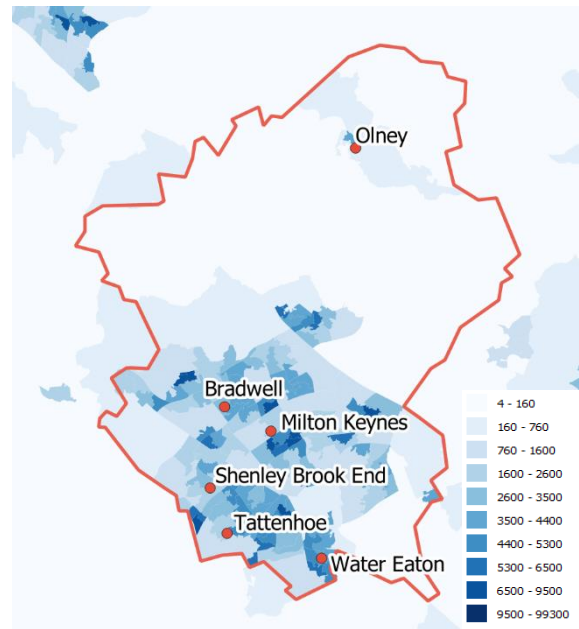 Olney
Bradwell
Milton Keynes
Shenley Brook End
Tattenhoe
Water Eaton
4 - 160
160 - 760
760 - 1600
1600 - 2600
2600 - 3500
3500 - 4400
4400 - 5300
5300 - 6500
6500 - 9500
9500 - 99300